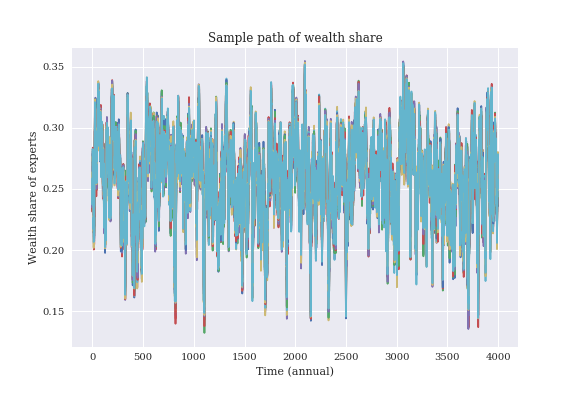 Sample path of wealth share
0.35
0.30
0.25
0.20
0.15
Wealth share of experts
0 500 1000 1500 2000 2500 3000 3500 4000
Time (annual)